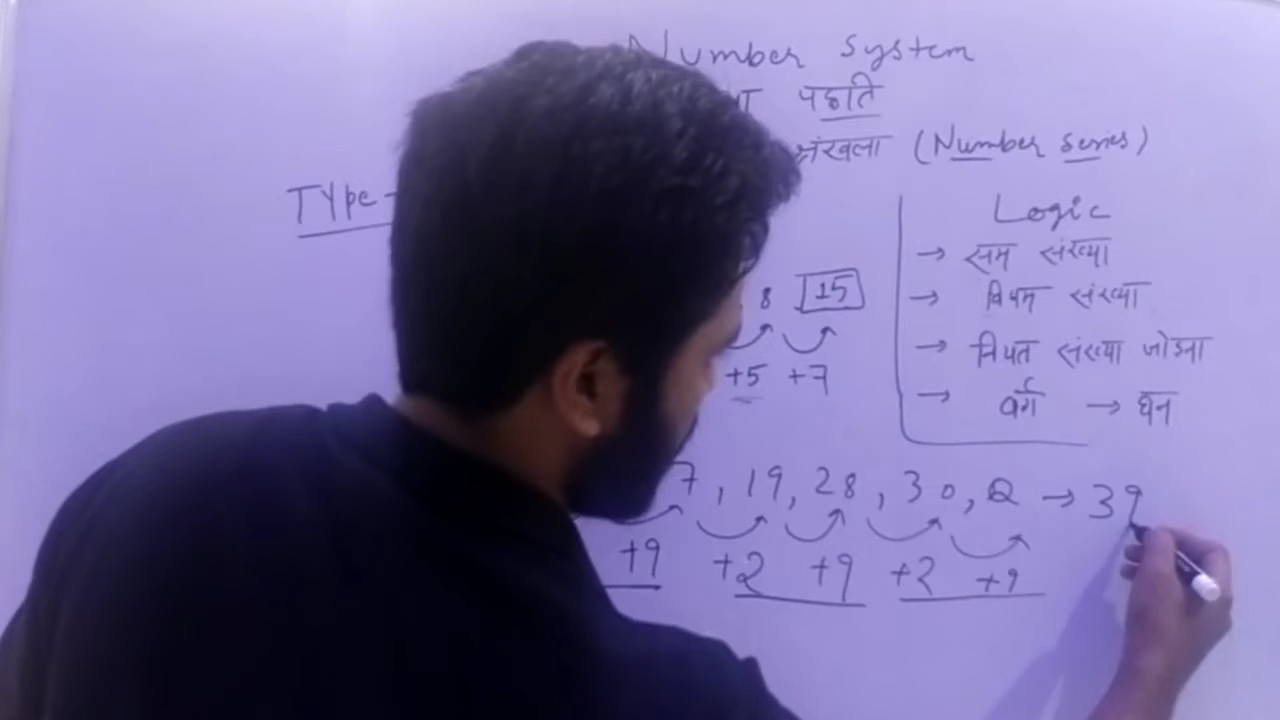 Number System
पद्धति
श्रंखला (Number Series)
TYPe-
Logic
→ सम संख्या
→ विषम संख्या
→ नियत संख्या जोडना
→ वर्ग → घन
8 15
+5 +7
7, 19, 28, 30, Q → 39
+9 +2 +9 +2 +9